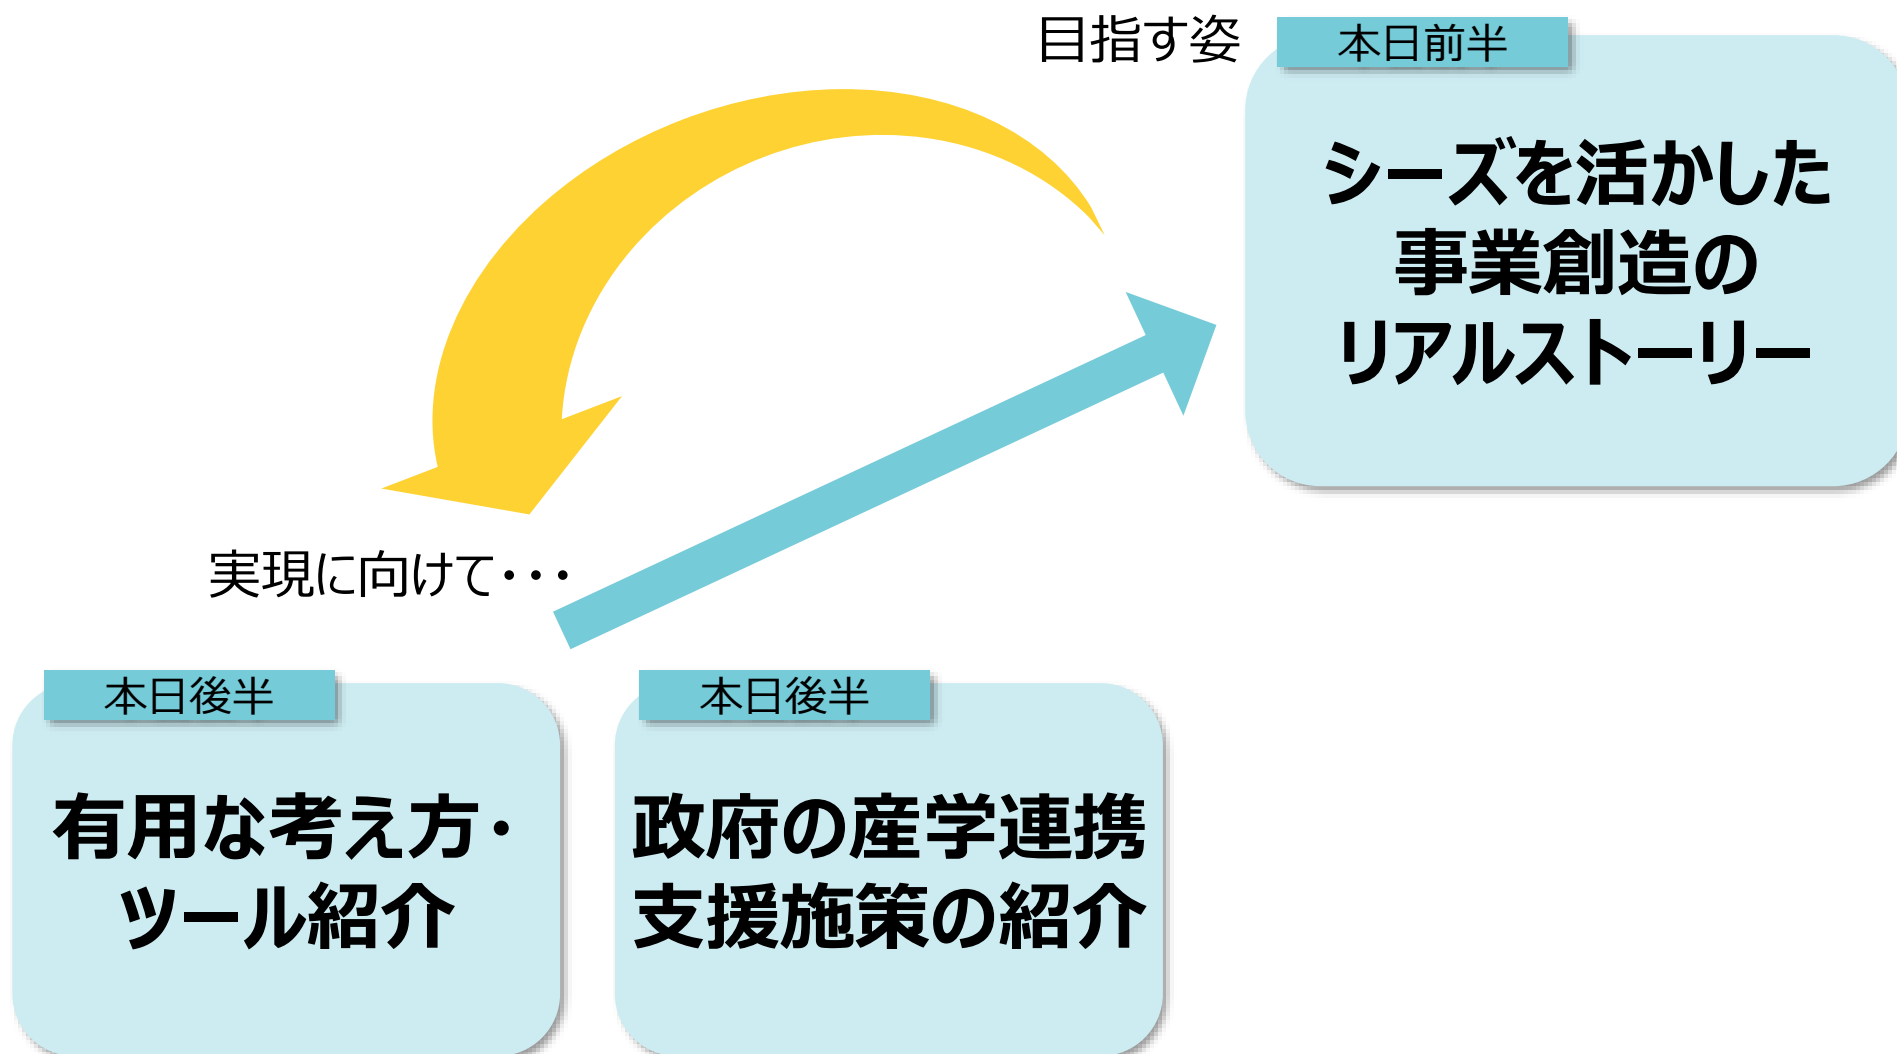 目指す姿
本日前半
シーズを活かした
事業創造の
リアルストーリー
実現に向けて・・・
本日後半
有用な考え方・
ツール紹介
本日後半
政府の産学連携
支援施策の紹介